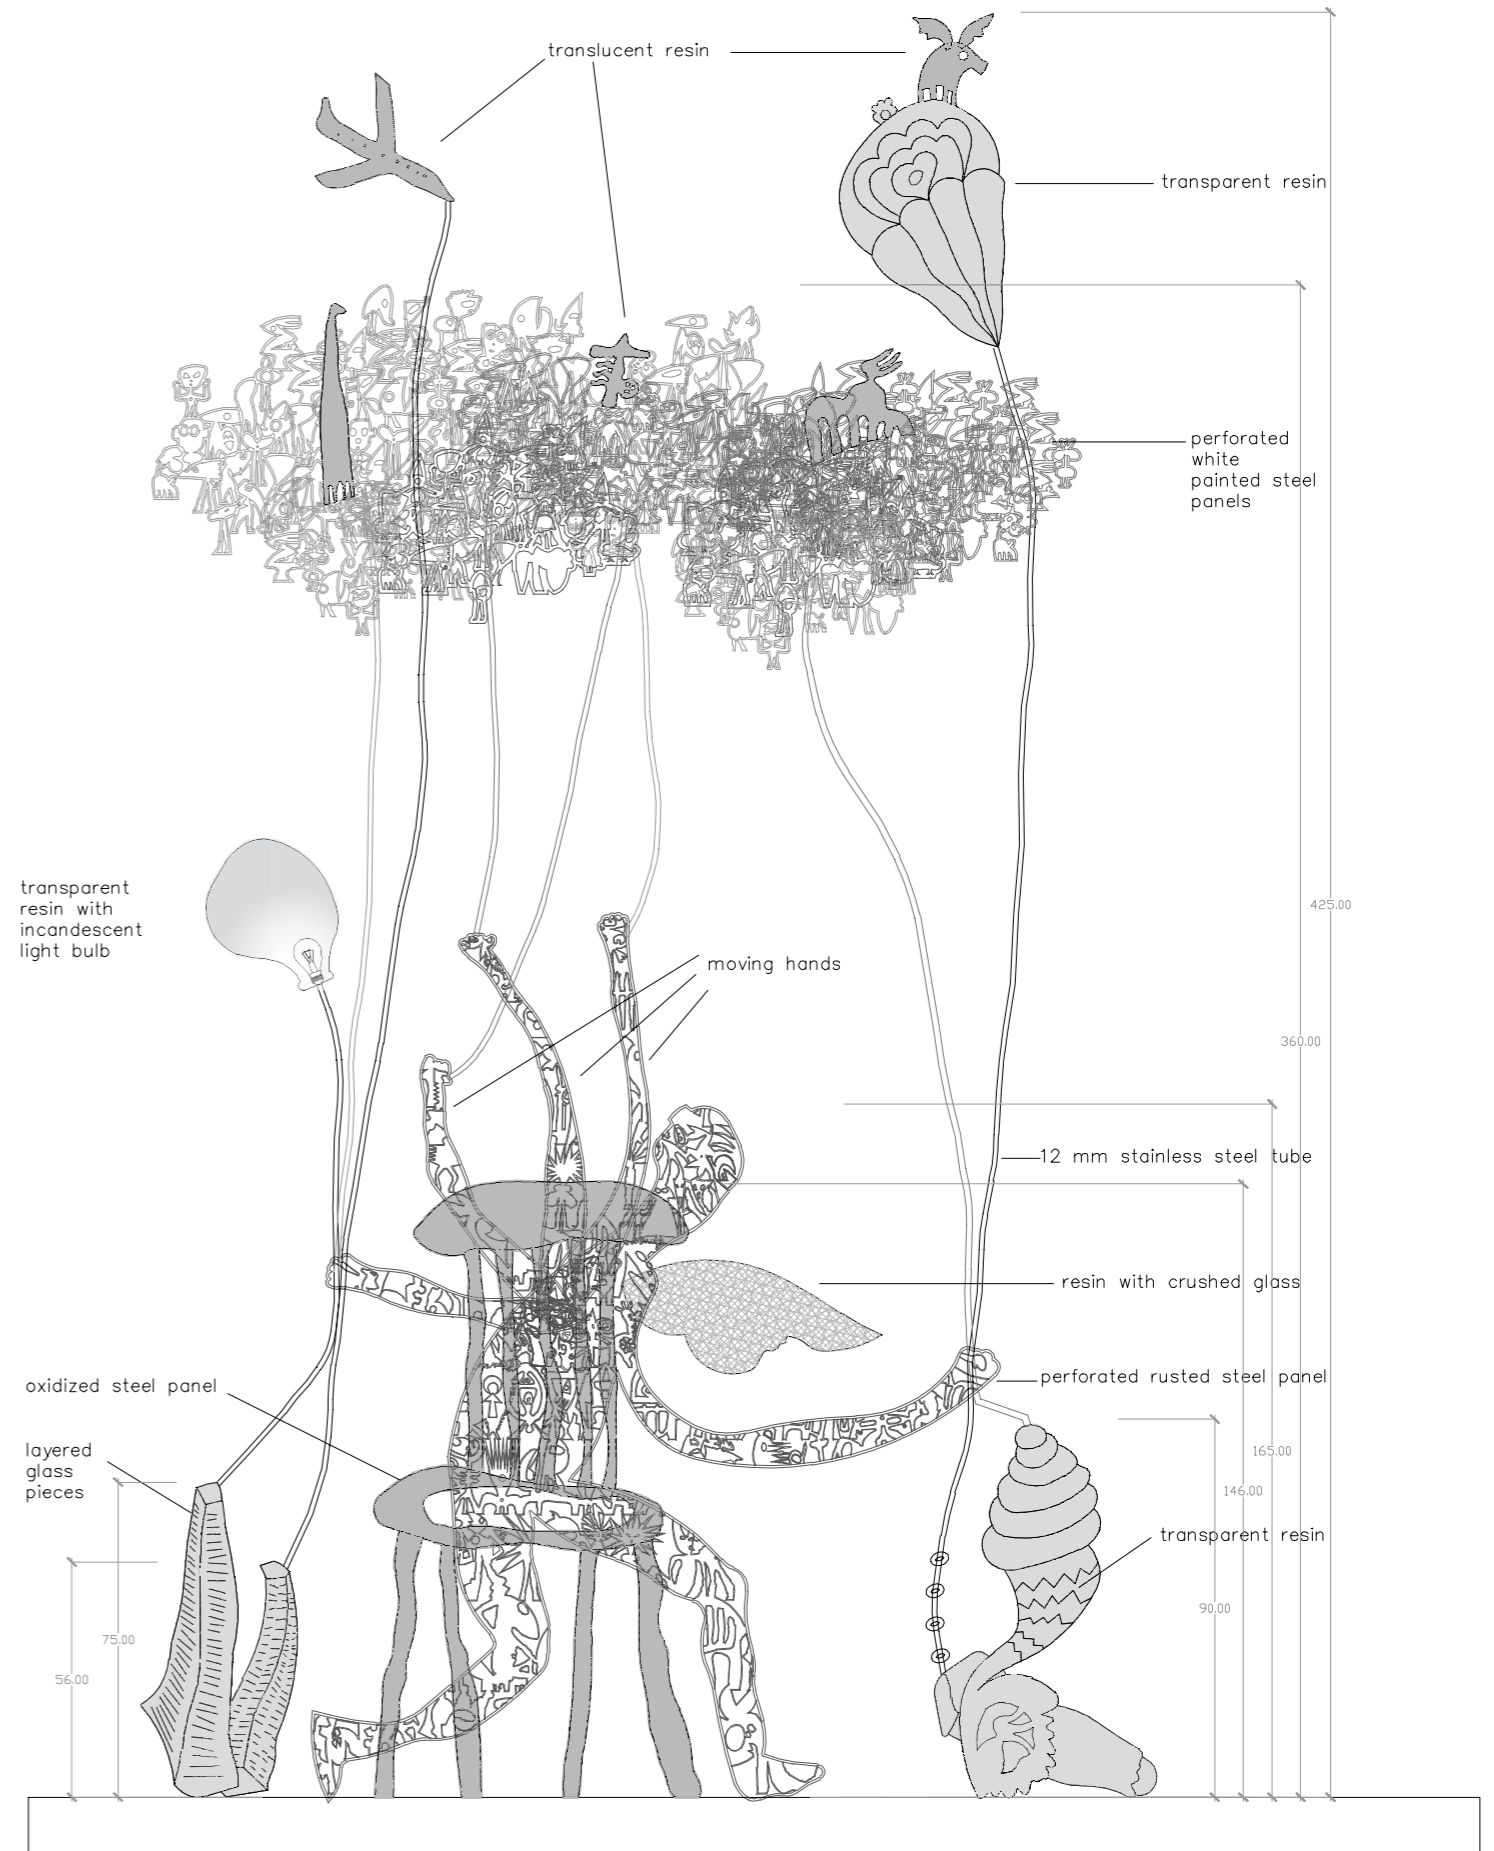 translucent resin
transparent resin
perforated
white
painted steel
panels
transparent
resin with
incandescent
light bulb
425.00
moving hands
360.00
12 mm stainless steel tube
resin with crushed glass
oxidized steel panel
perforated rusted steel panel
layered
glass
pieces
165.00
146.00
transparent resin
90.00
75.00
56.00